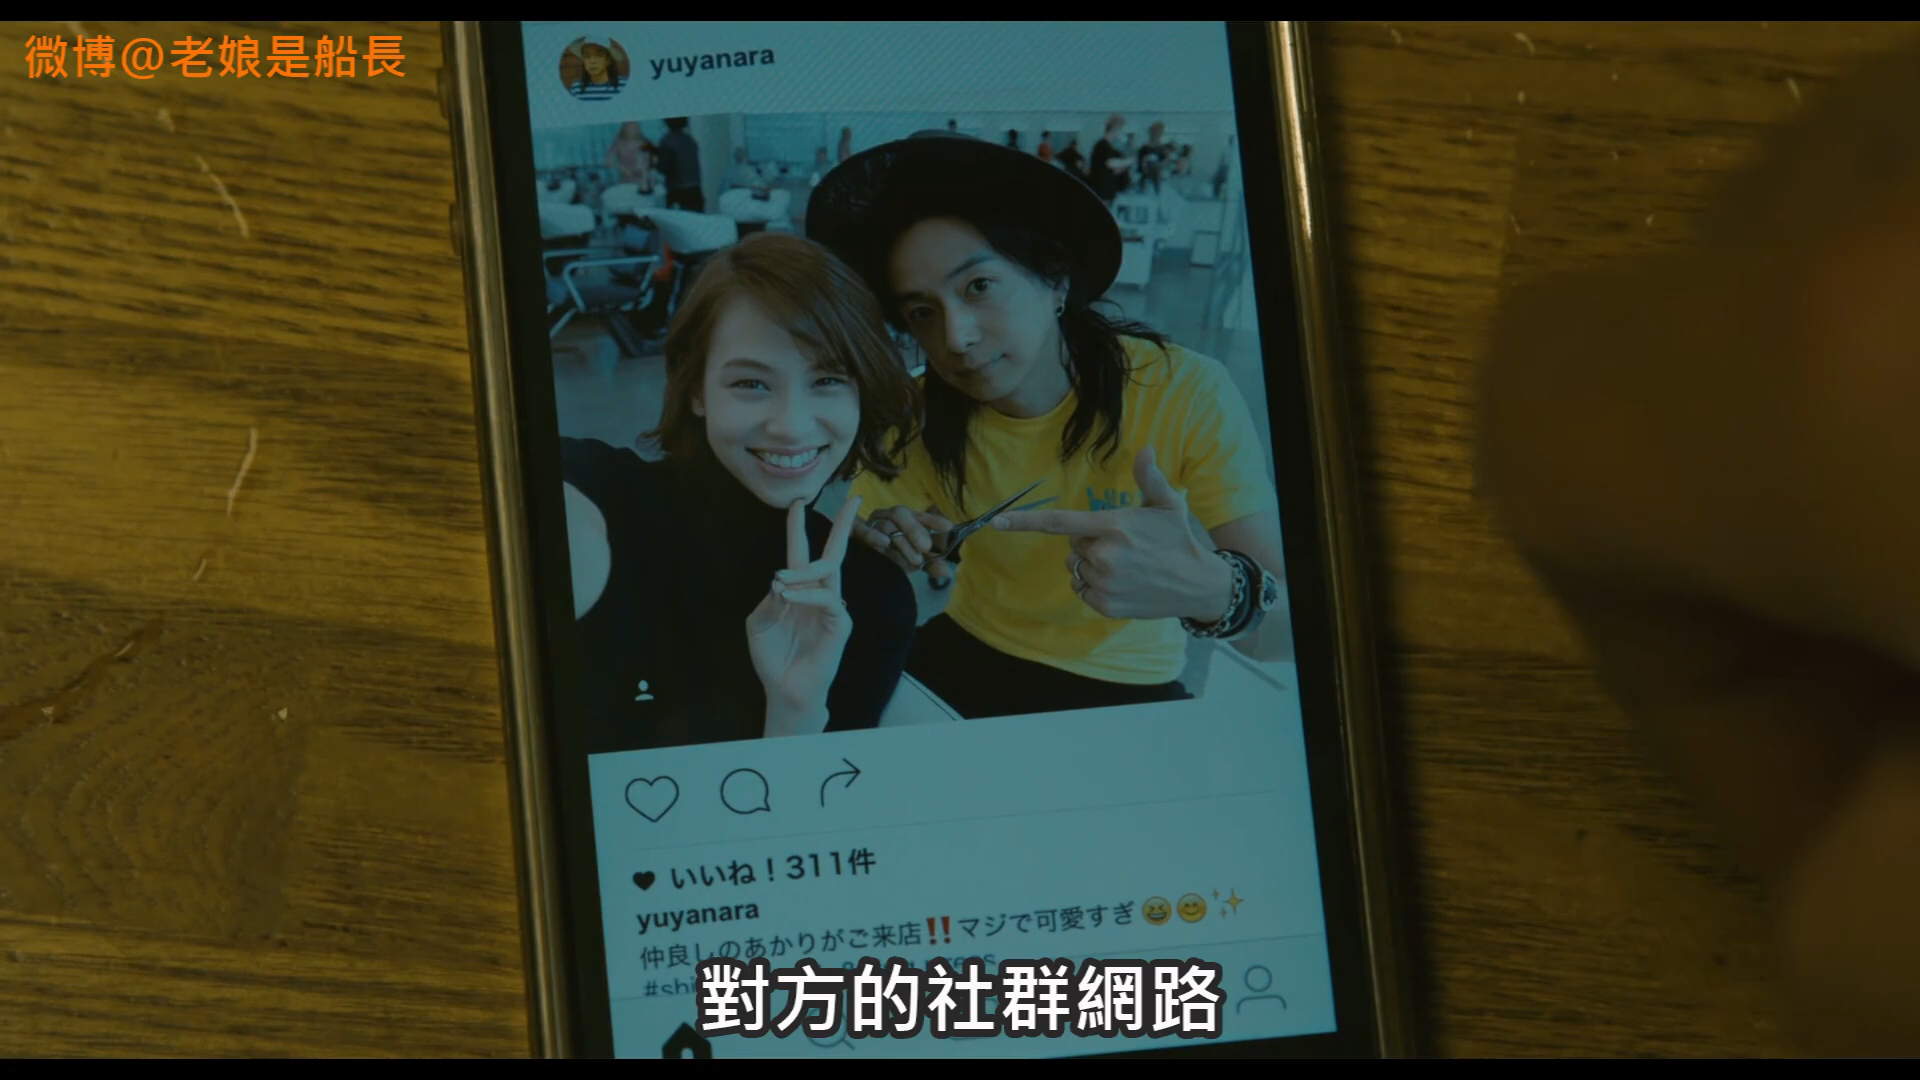 微博@老娘是船長
yuyanara
いいね！311件
yuyanara
仲良しのあかりがご来店‼️マジで可愛すぎ😆😊✨
對方的社群網路